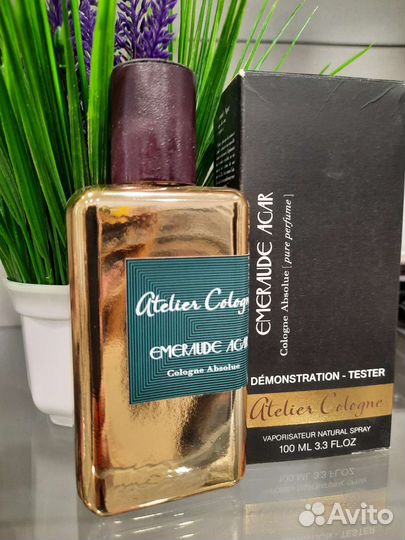 Atelier Cologne
EMERAUDE AGAR
Cologne Absolue
EMERAUDE AGAR
Cologne Absolue [ pure perfume ]
DÉMONSTRATION - TESTER
Atelier Cologne
VAPORISATEUR NATURAL SPRAY
100 ML 3.3 FL.OZ
Avito